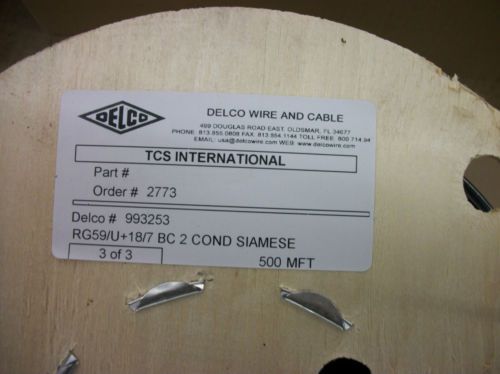 DELCO
DELCO WIRE AND CABLE
499 DOUGLAS ROAD EAST, OLDSMAR, FL 34677
PHONE: 813.855.0808 FAX. 813.854.1144 TOLL FREE: 800.714.94
EMAIL: usa@delcowire.com WEB: www.delcowire.com
TCS INTERNATIONAL
Part #
Order # 2773
Delco # 993253
RG59/U+18/7 BC 2 COND SIAMESE
3 of 3
500 MFT